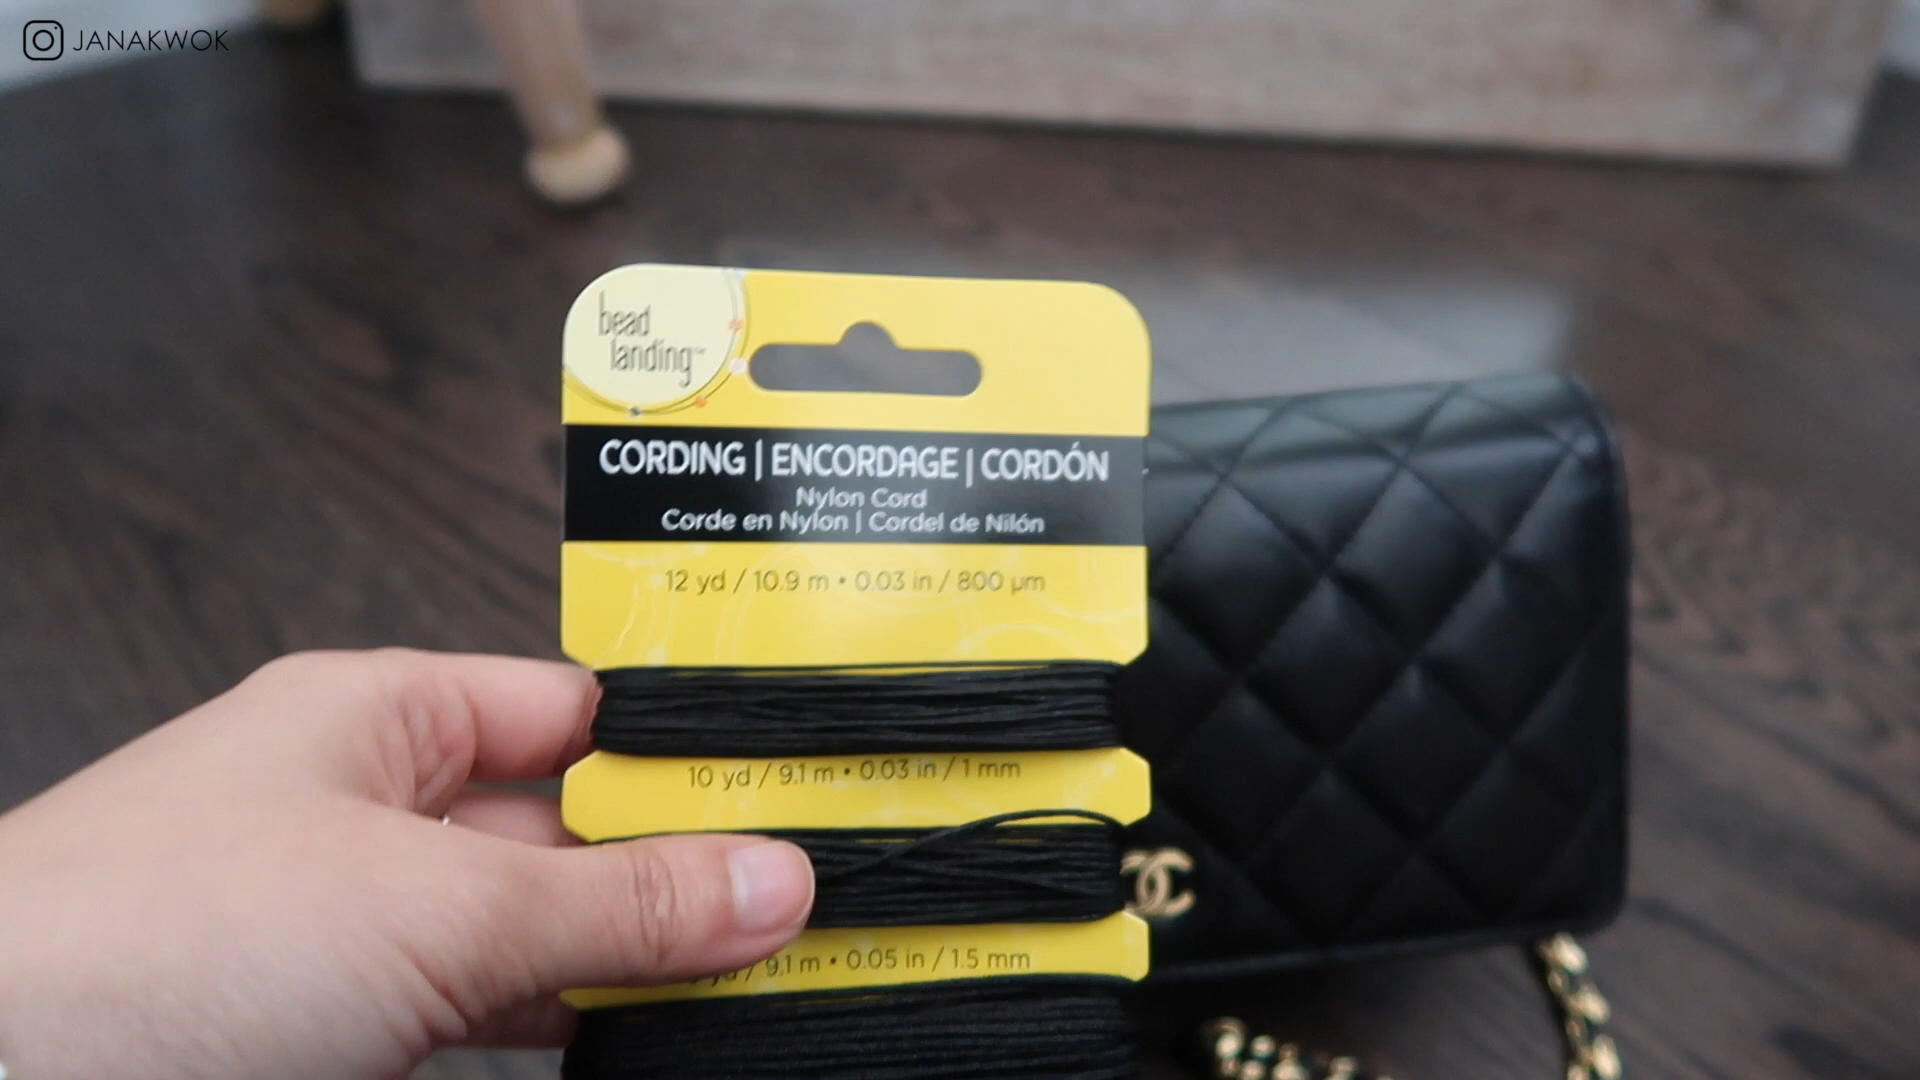 JANAKWOK
bead
landing™
CORDING | ENCORDAGE | CORDÓN
Nylon Cord
Corde en Nylon | Cordel de Nilón
12 yd / 10.9 m • 0.03 in / 800 µm
10 yd / 9.1 m • 0.03 in / 1 mm
yd / 9.1 m • 0.05 in / 1.5 mm